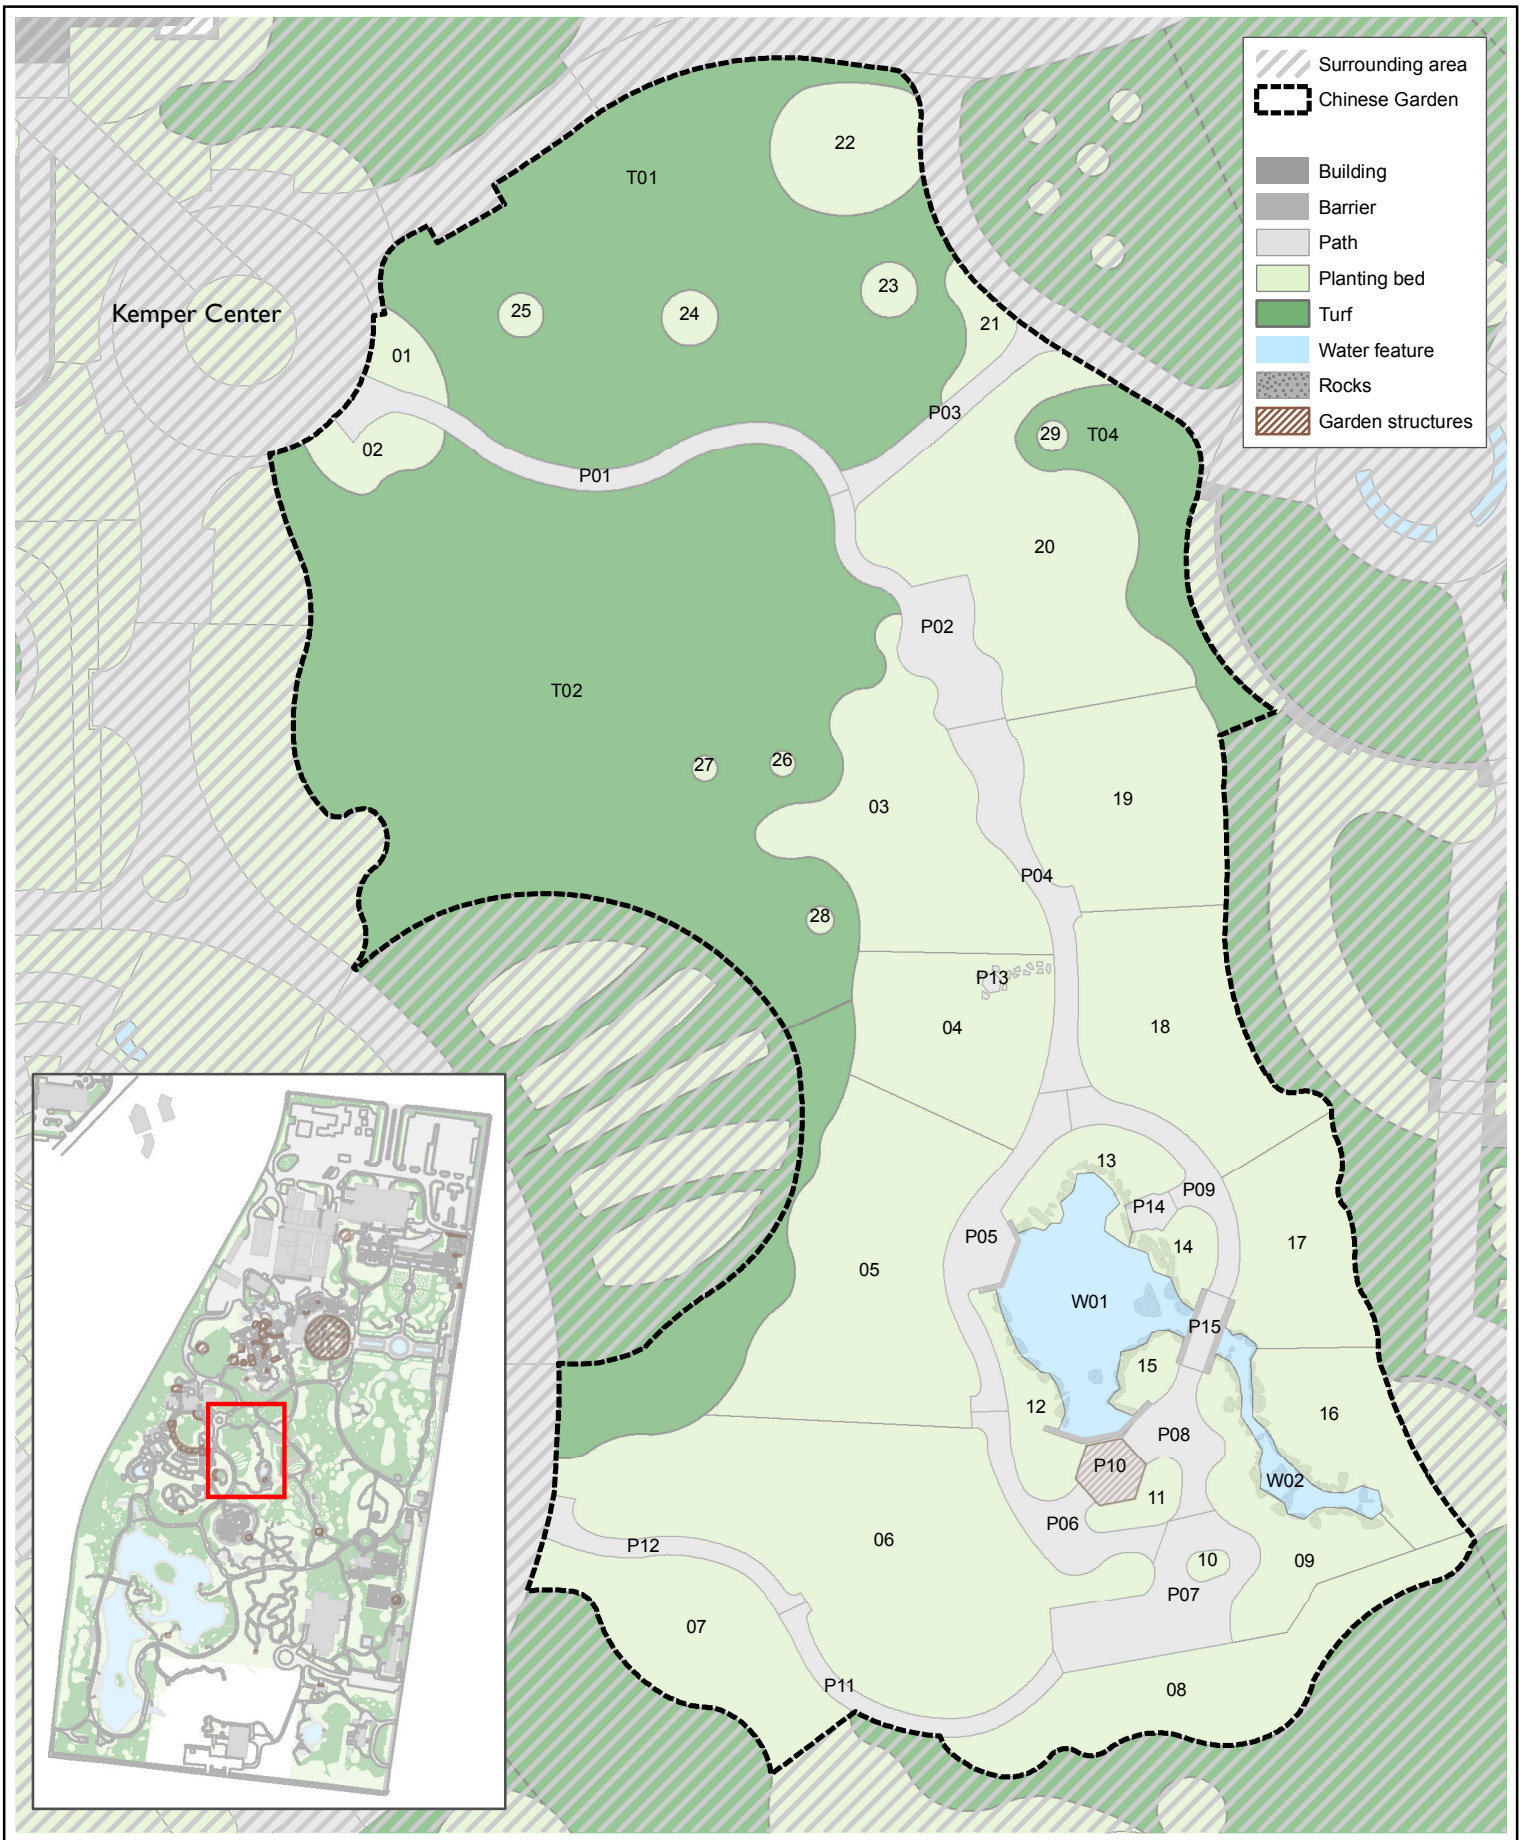 Surrounding area
Chinese Garden
Building
Barrier
Path
Planting bed
Turf
Water feature
Rocks
Garden structures
22
T01
23
25
24
21
Kemper Center
01
P03
29
T04
02
P01
20
P02
T02
27
26
03
19
P04
28
P13
04
18
13
P09
P14
P05
14
17
05
W01
P15
15
12
16
P08
P10
W02
11
P06
06
P12
10
09
P07
07
P11
08